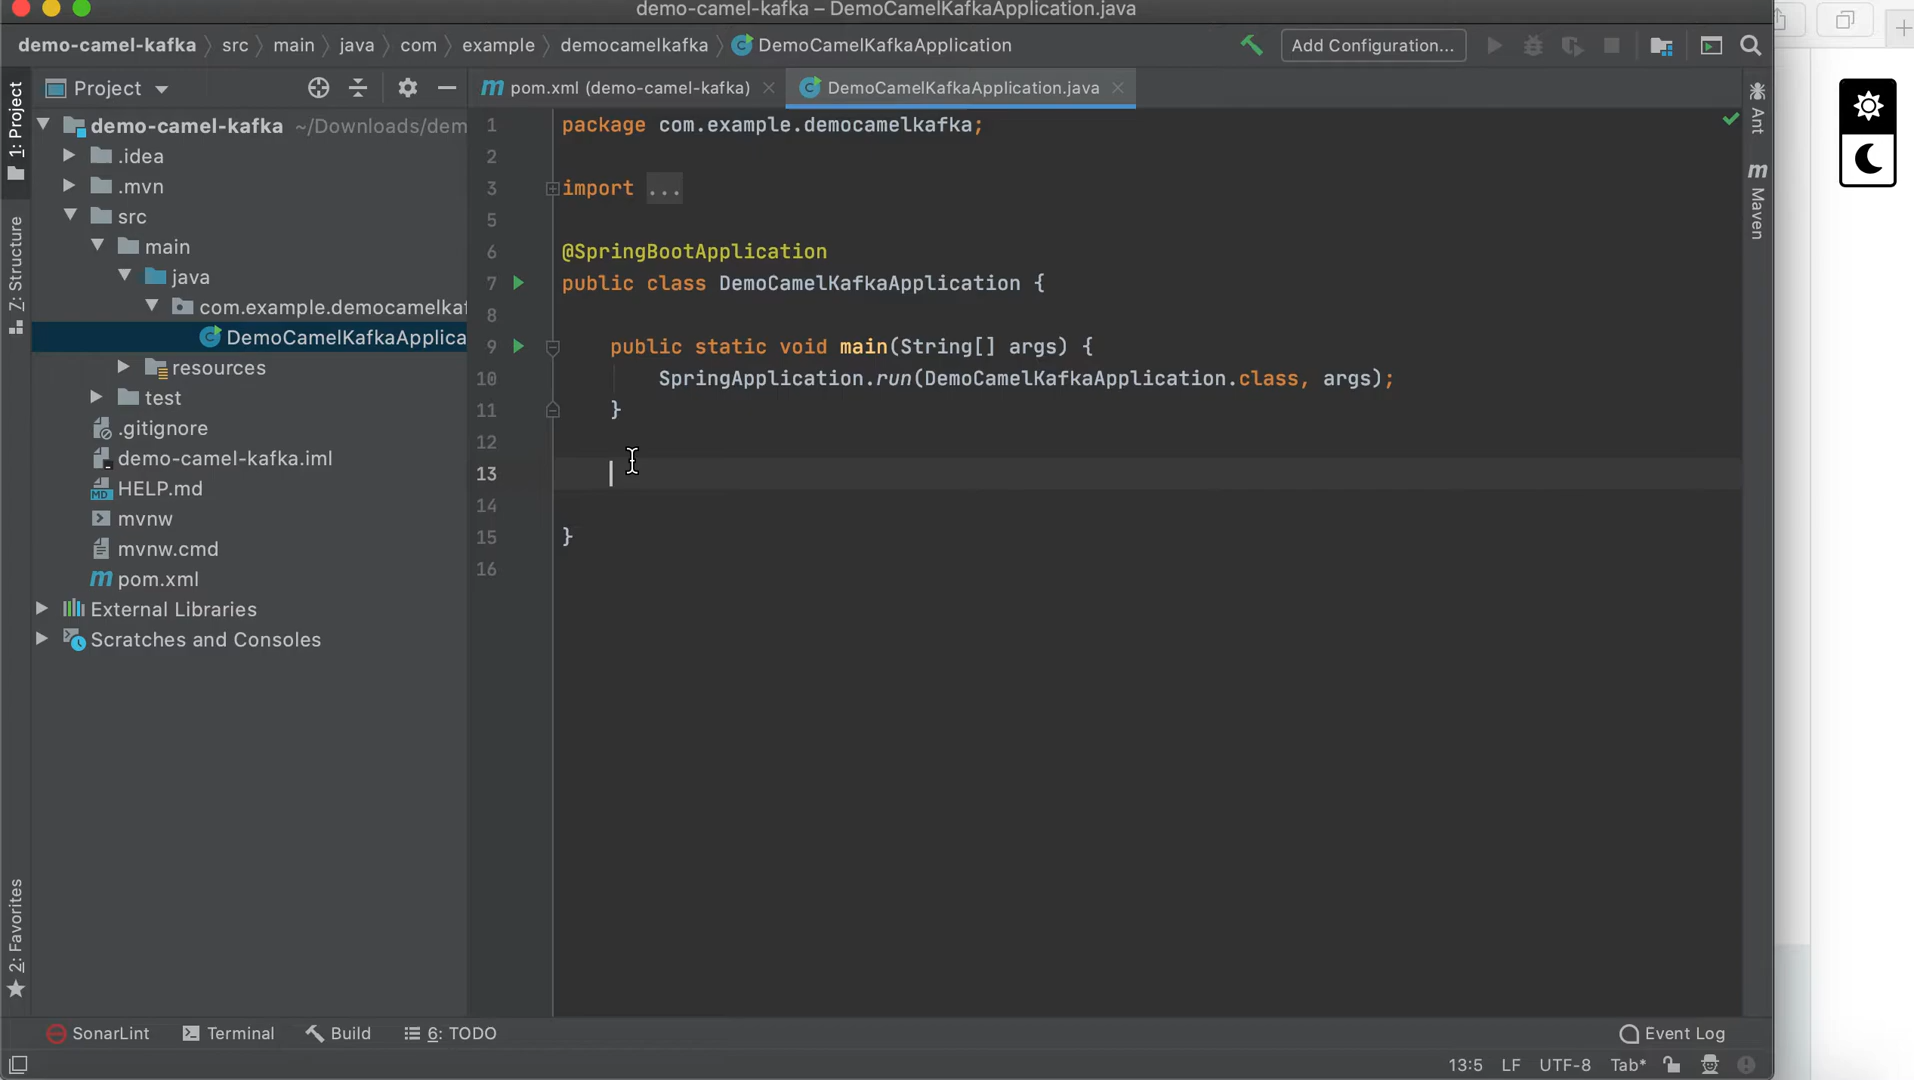 demo-camel-kafka – DemoCamelKafkaApplication.java
demo-camel-kafka 〉 src 〉 main 〉 java 〉 com 〉 example 〉 democamelkafka 〉 DemoCamelKafkaApplication
Add Configuration...
Project
pom.xml (demo-camel-kafka)
DemoCamelKafkaApplication.java
1: Project
Z: Structure
2: Favorites
demo-camel-kafka ~/Downloads/dem
.idea
.mvn
src
main
java
com.example.democamelkaf
DemoCamelKafkaApplica
resources
test
.gitignore
demo-camel-kafka.iml
HELP.md
mvnw
mvnw.cmd
pom.xml
External Libraries
Scratches and Consoles
1 package com.example.democamelkafka;
2
3 import ...
5
6 @SpringBootApplication
7 public class DemoCamelKafkaApplication {
8
9 public static void main(String[] args) {
10 SpringApplication.run(DemoCamelKafkaApplication.class, args);
11 }
12
13
14
15 }
16
Ant
Maven
SonarLint Terminal Build 6: TODO Event Log
13:5 LF UTF-8 Tab*